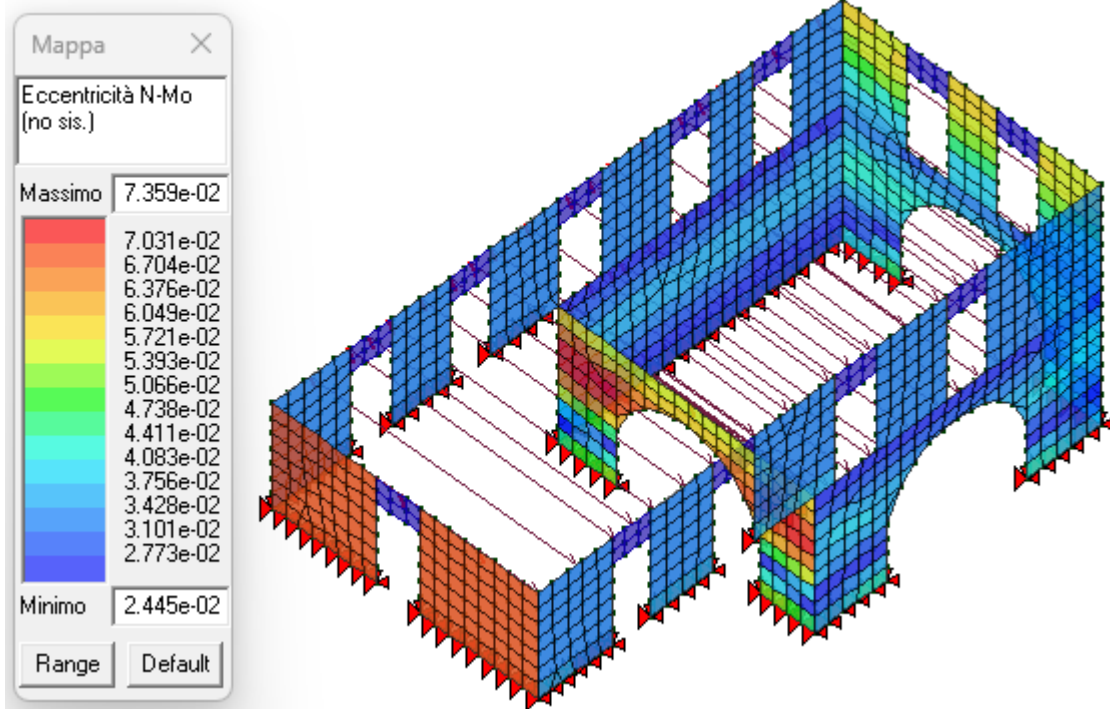 Mappa
Eccentricità N-Mo
(no sis.)
Massimo 7.359e-02
7.031e-02
6.704e-02
6.376e-02
6.049e-02
5.721e-02
5.393e-02
5.066e-02
4.738e-02
4.411e-02
4.083e-02
3.756e-02
3.428e-02
3.101e-02
2.773e-02
Minimo 2.445e-02
Range Default